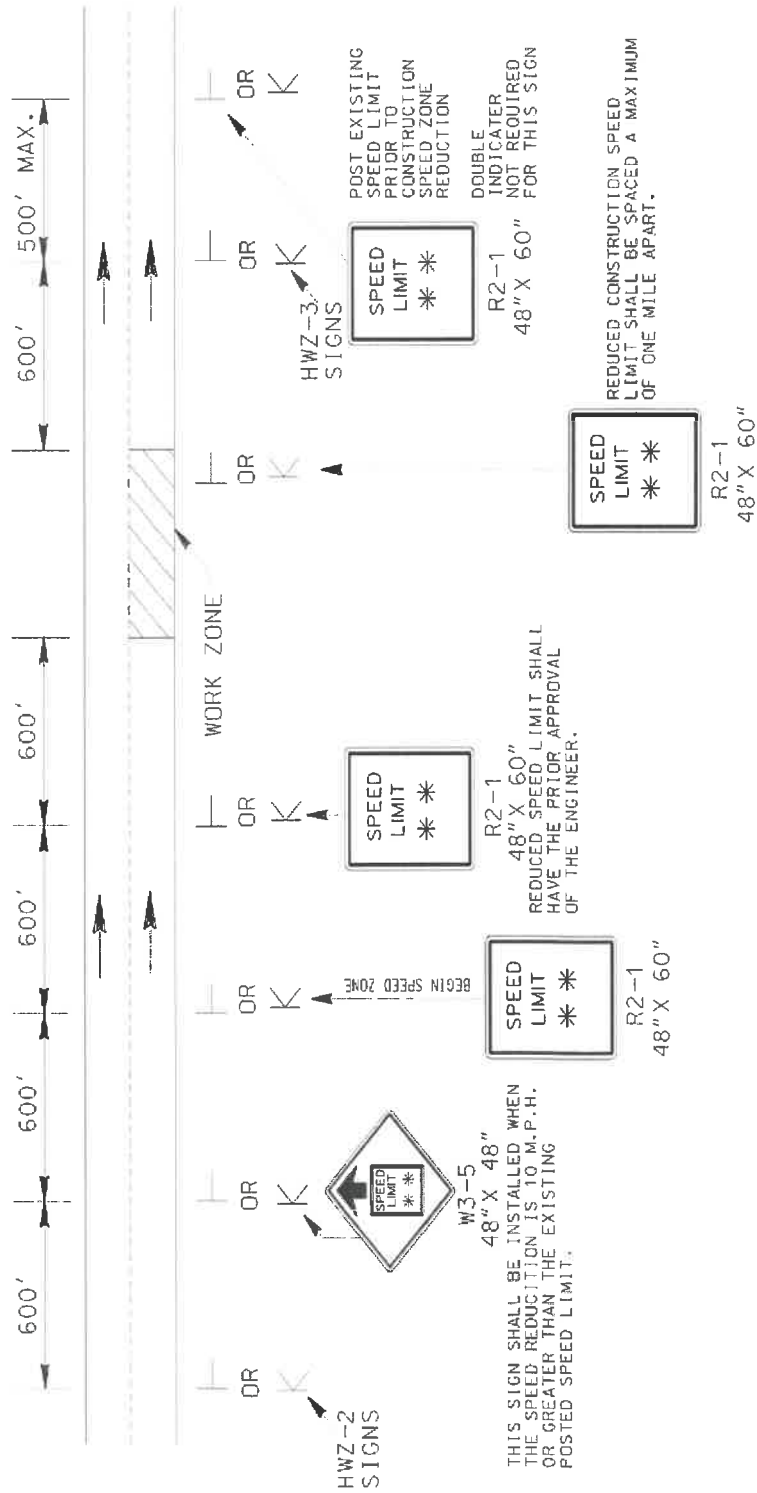 600'
600'
600'
600'
600'
500' MAX.
WORK ZONE
OR
OR
OR
OR
OR
OR
OR
HWZ-2
SIGNS
SPEED
LIMIT
* *
W3-5
48" X 48"
THIS SIGN SHALL BE INSTALLED WHEN
THE SPEED REDUCITION IS 10 M.P.H.
OR GREATER THAN THE EXISTING
POSTED SPEED LIMIT.
BEGIN SPEED ZONE
SPEED
LIMIT
* *
R2-1
48" X 60"
SPEED
LIMIT
* *
R2-1
48" X 60"
REDUCED SPEED LIMIT SHALL
HAVE THE PRIOR APPROVAL
OF THE ENGINEER.
SPEED
LIMIT
* *
R2-1
48" X 60"
REDUCED CONSTRUCTION SPEED
LIMIT SHALL BE SPACED A MAXIMUM
OF ONE MILE APART.
HWZ-3
SIGNS
SPEED
LIMIT
* *
R2-1
48" X 60"
POST EXISTING
SPEED LIMIT
PRIOR TO
CONSTRUCTION
SPEED ZONE
REDUCTION
DOUBLE
INDICATER
NOT REQUIRED
FOR THIS SIGN